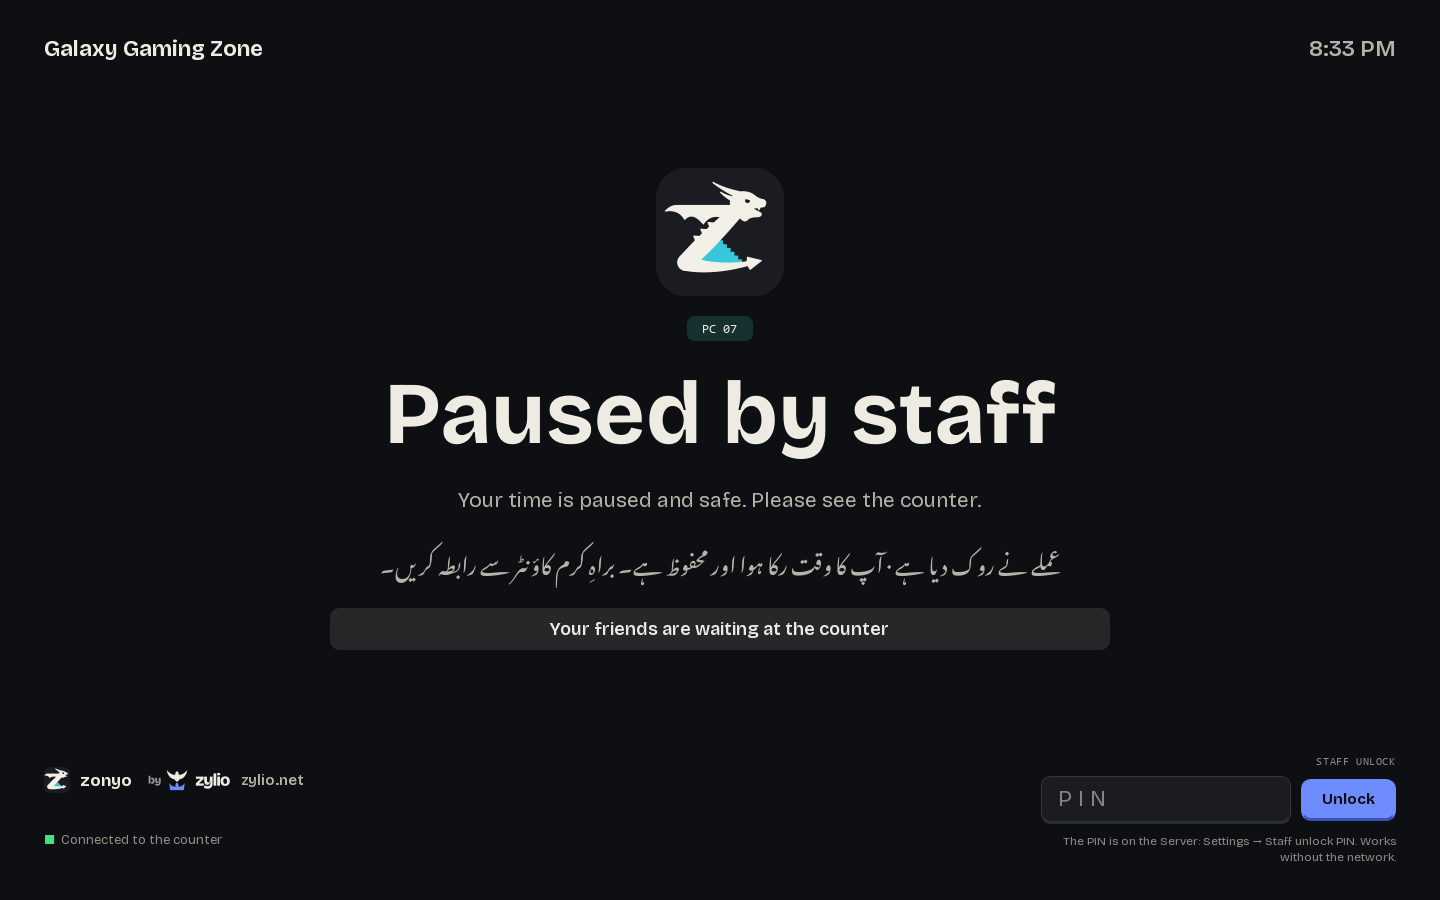 Galaxy Gaming Zone
8:33 PM
PC 07
Paused by staff
Your time is paused and safe. Please see the counter.
عملے نے روک دیا ہے · آپ کا وقت رکا ہوا اور محفوظ ہے۔ براہِ کرم کاؤنٹر سے رابطہ کریں۔
Your friends are waiting at the counter
zonyo by zylio zylio.net
Connected to the counter
STAFF UNLOCK
PIN
Unlock
The PIN is on the Server: Settings → Staff unlock PIN. Works
without the network.